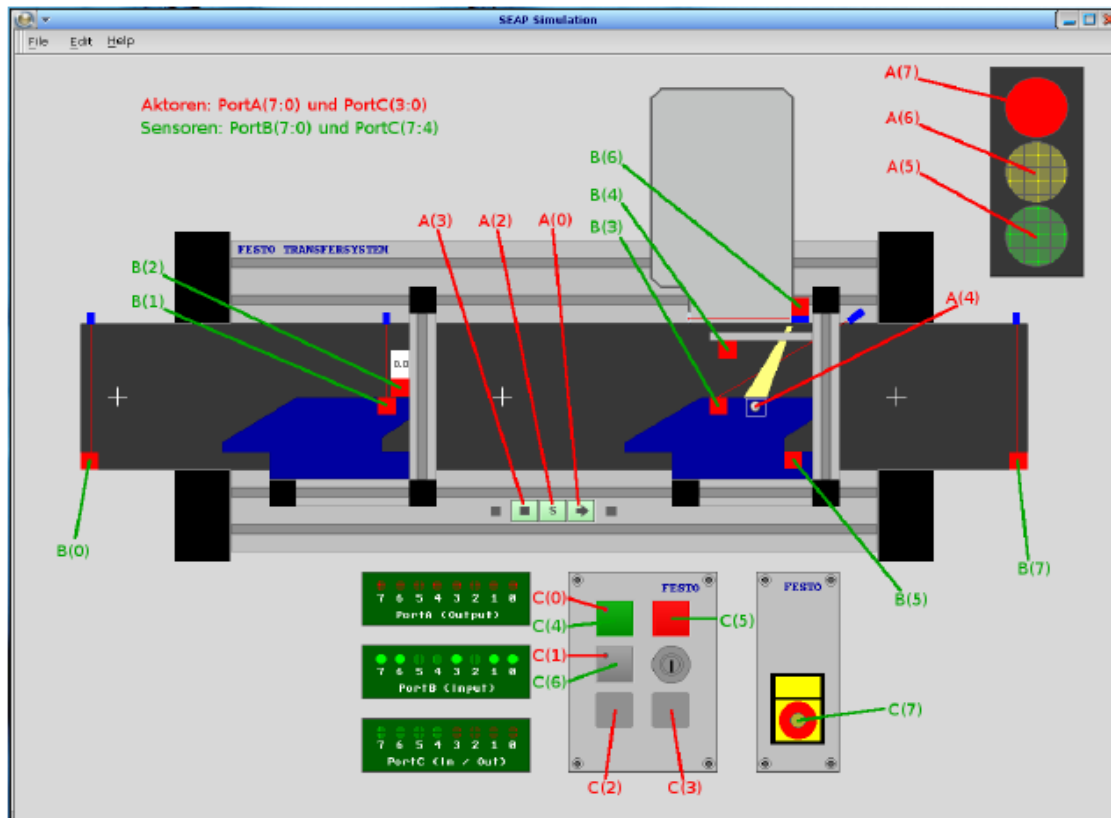 SEAP Simulation
File Edit Help
A(7)
Aktoren: PortA(7:0) und PortC(3:0)
Sensoren: PortB(7:0) und PortC(7:4)
A(6)
B(6)
A(5)
B(4)
A(3) A(2) A(0)
B(3)
FESTO TRANSFERSYSTEM
B(2)
B(1)
A(4)
0.0
S
B(0)
B(7)
B(5)
7 6 5 4 3 2 1 0
PortA (Output)
FESTO
FESTO
C(0)
C(4)
C(5)
C(1)
C(6)
7 6 5 4 3 2 1 0
PortB (Input)
C(7)
7 6 5 4 3 2 1 0
PortC (In / Out)
C(2) C(3)